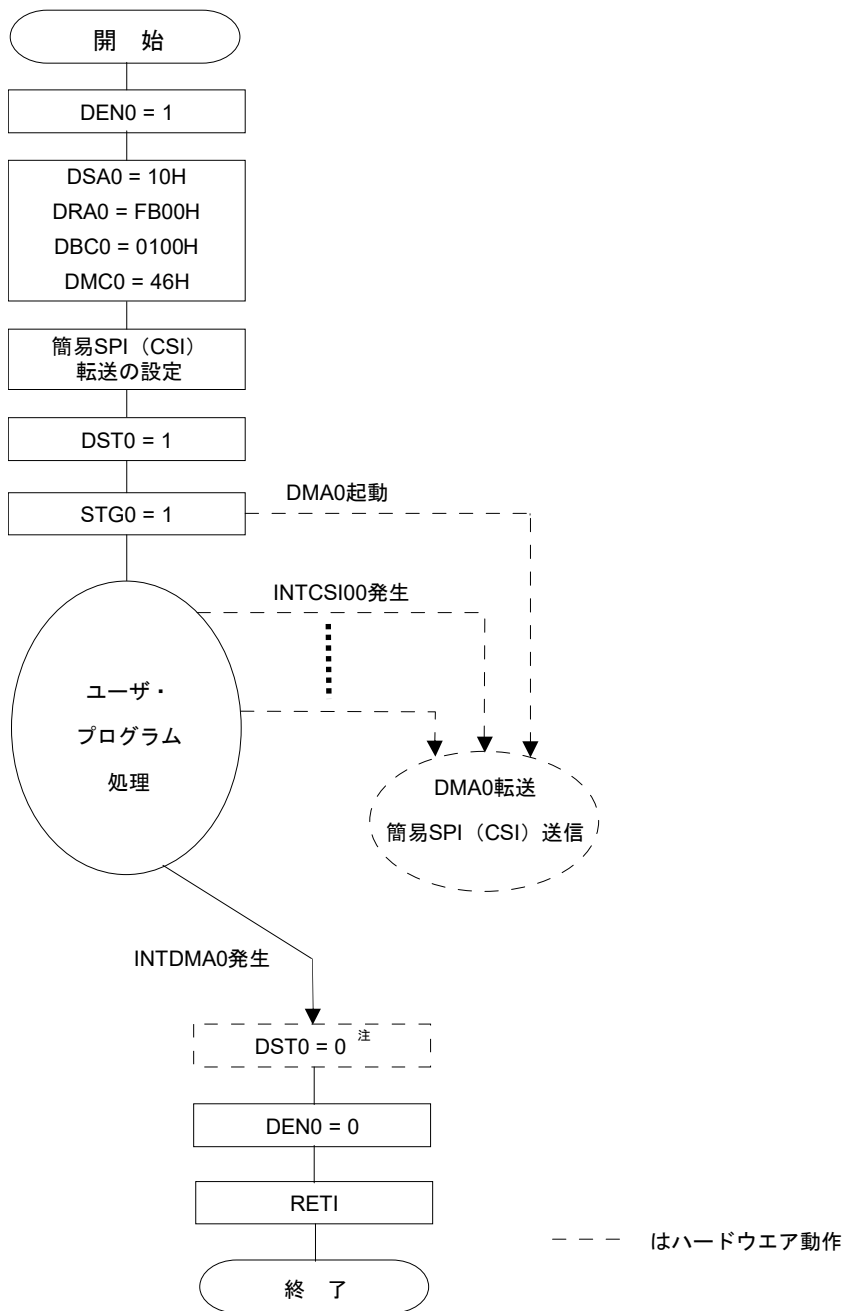 開 始
DEN0 = 1
DSA0 = 10H
DRA0 = FB00H
DBC0 = 0100H
DMC0 = 46H
簡易SPI（CSI）
転送の設定
DST0 = 1
STG0 = 1
DMA0起動
INTCSI00発生
ユーザ・
プログラム
処理
DMA0転送
簡易SPI（CSI）送信
INTDMA0発生
DST0 = 0 注
DEN0 = 0
RETI
終 了
はハードウエア動作